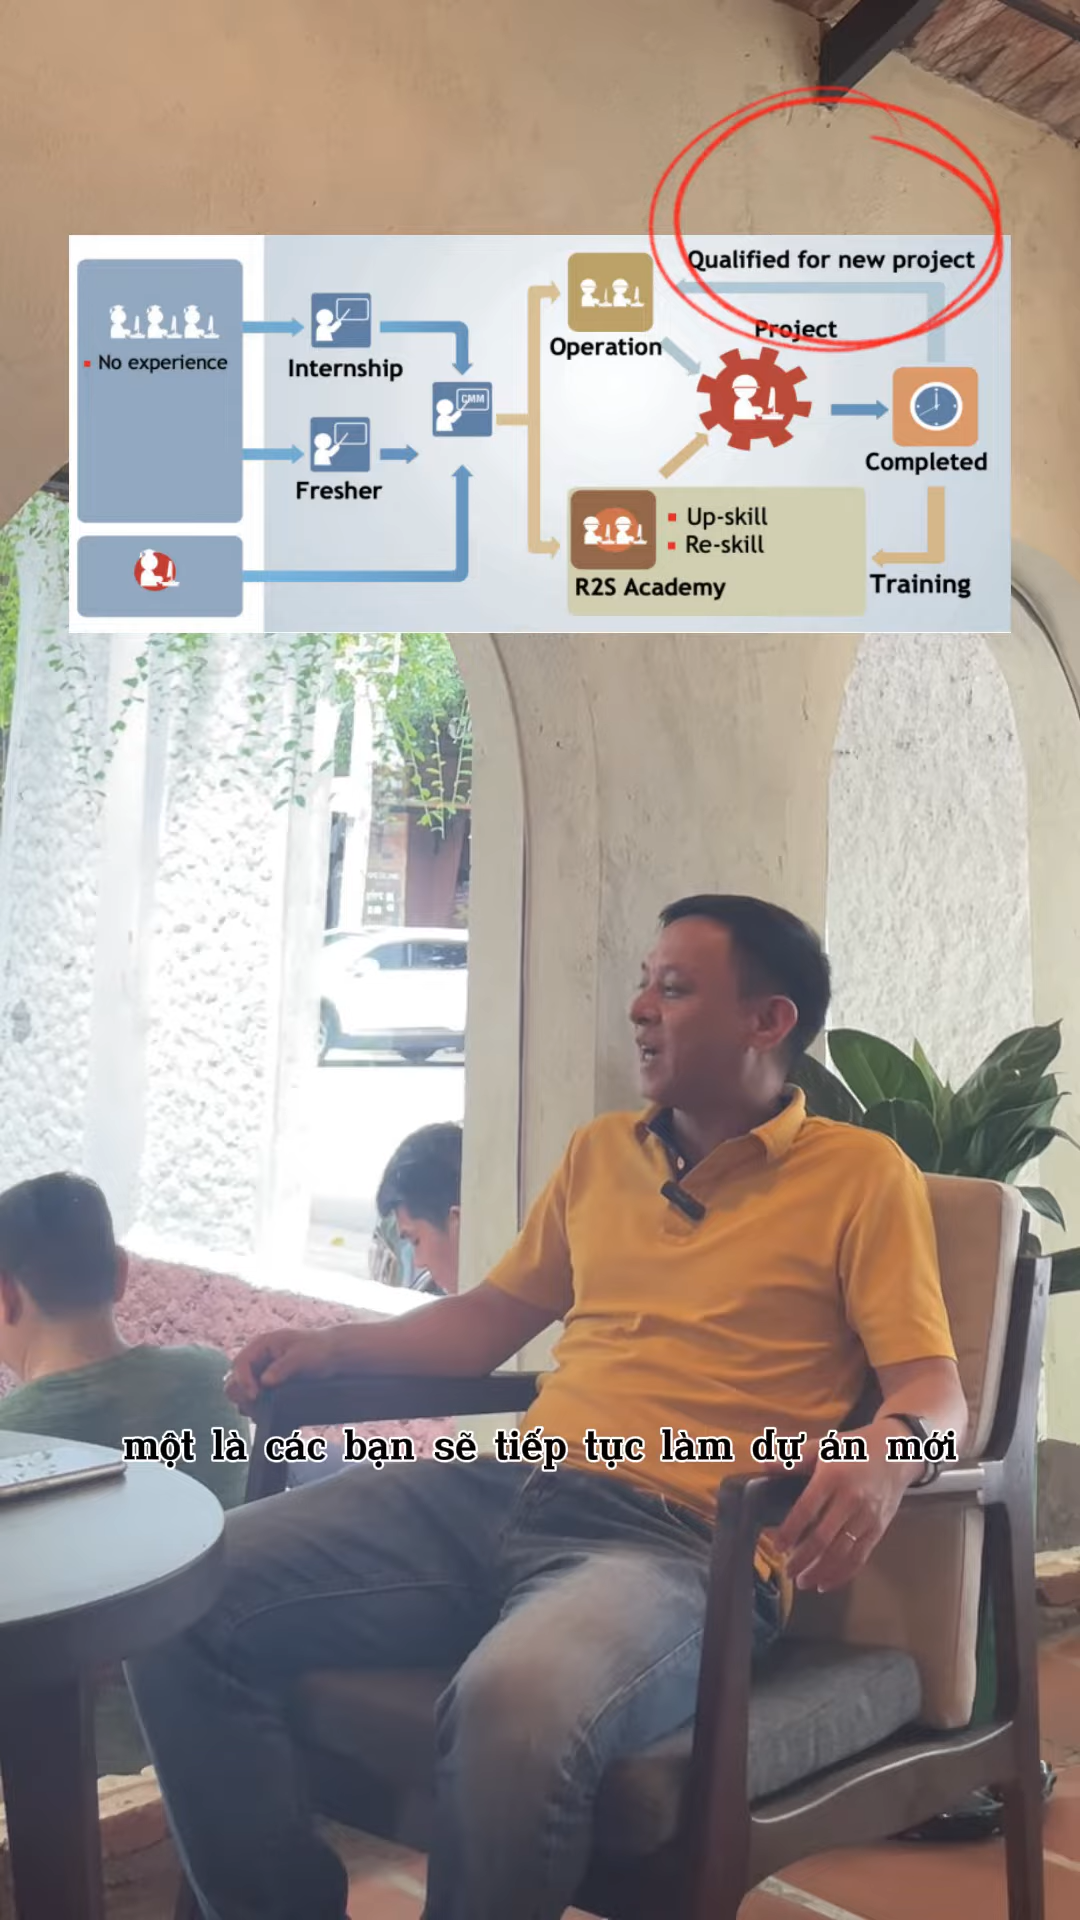 Qualified for new project
Project
No experience
Internship
Operation
CMM
Fresher
Completed
Up-skill
Re-skill
R2S Academy
Training
một là các bạn sẽ tiếp tục làm dự án mới